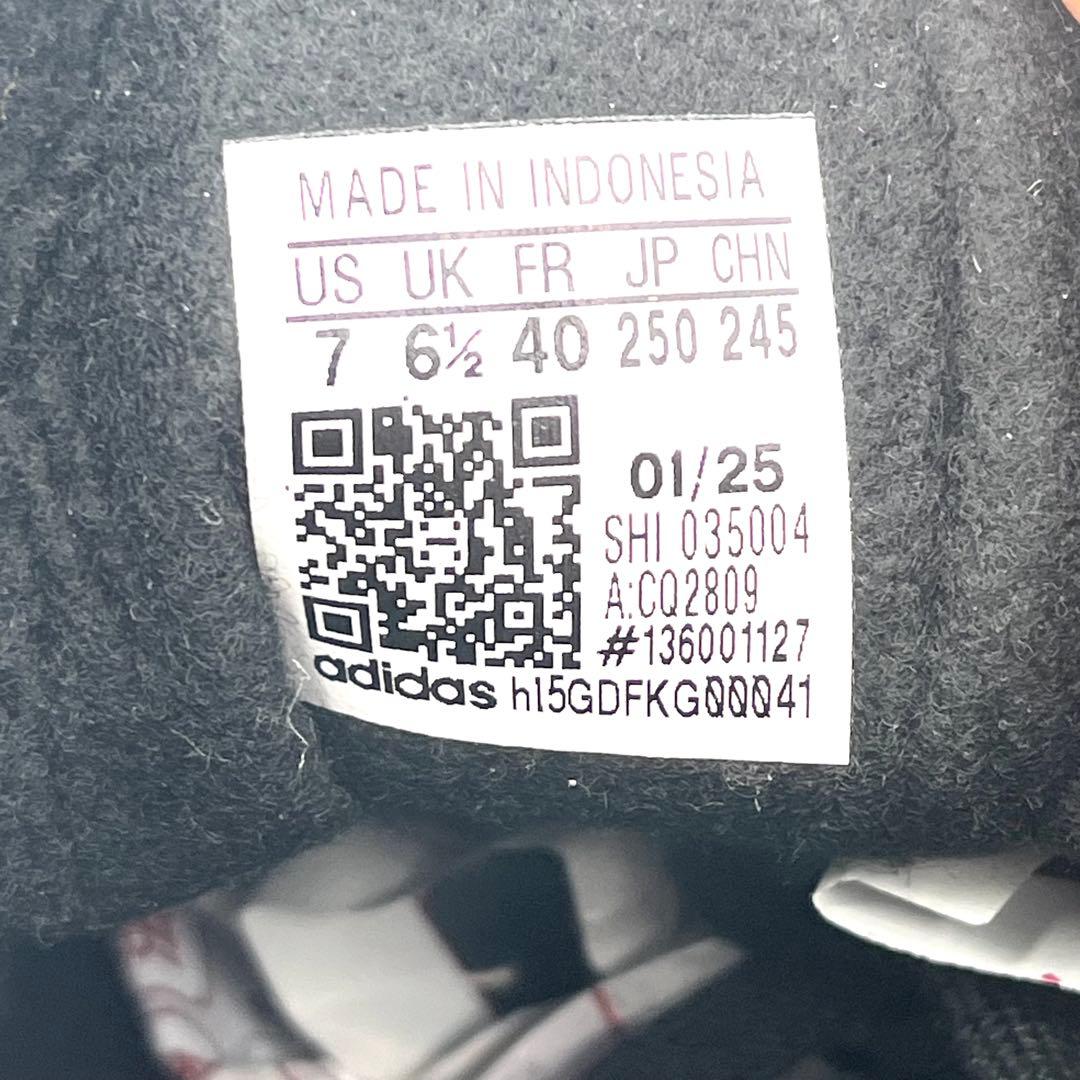 MADE IN INDONESIA
US UK FR JP CHN
7 6½ 40 250 245
01/25
SHI 035004
A:CQ2809
#136001127
adidas h15GDFKG00041